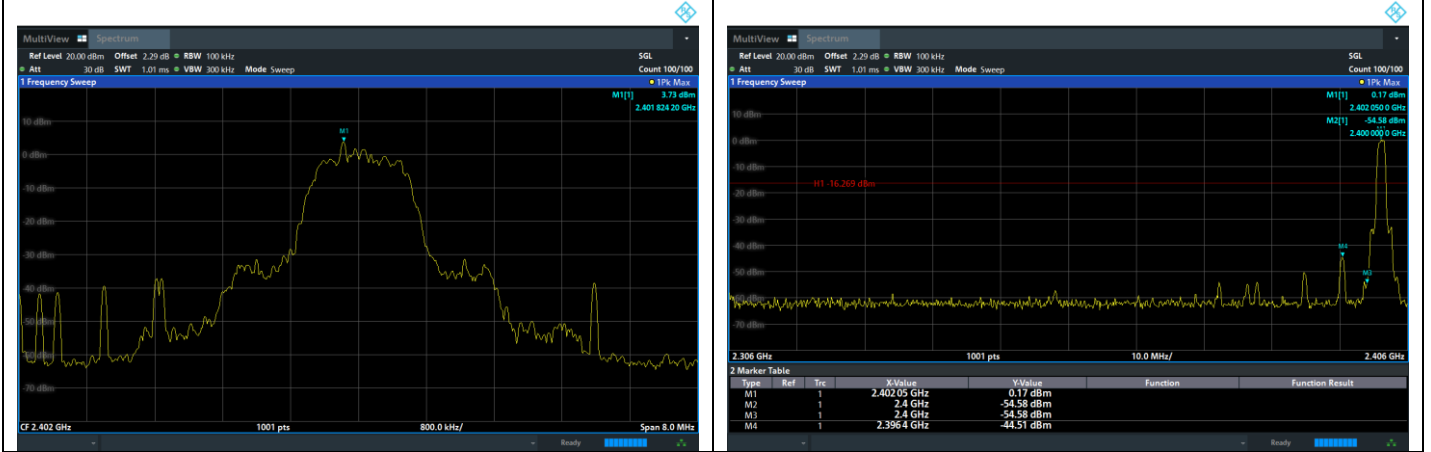 MultiView Spectrum
Ref Level 20.00 dBm Offset 2.29 dB RBW 100 kHz SGL
Att 30 dB SWT 1.01 ms VBW 300 kHz Mode Sweep Count 100/100
1 Frequency Sweep 1Pk Max
M1[1] 3.73 dBm
2.401 824 20 GHz
10 dBm
M1
0 dBm
-10 dBm
-20 dBm
-30 dBm
-40 dBm
-50 dBm
-60 dBm
-70 dBm
CF 2.402 GHz 1001 pts 800.0 kHz/ Span 8.0 MHz
Ready
MultiView Spectrum
Ref Level 20.00 dBm Offset 2.29 dB RBW 100 kHz SGL
Att 30 dB SWT 1.01 ms VBW 300 kHz Mode Sweep Count 100/100
1 Frequency Sweep 1Pk Max
M1[1] 0.17 dBm
2.402 050 0 GHz
10 dBm
M2[1] -54.58 dBm
2.400 000 0 GHz
0 dBm
-10 dBm
H1 -16.269 dBm
-20 dBm
-30 dBm
-40 dBm
M4
-50 dBm
M3
-60 dBm
-70 dBm
2.306 GHz 1001 pts 10.0 MHz/ 2.406 GHz
2 Marker Table
Type Ref Trc X-Value Y-Value Function Function Result
M1 1 2.40205 GHz 0.17 dBm
M2 1 2.4 GHz -54.58 dBm
M3 1 2.4 GHz -54.58 dBm
M4 1 2.3964 GHz -44.51 dBm
Ready